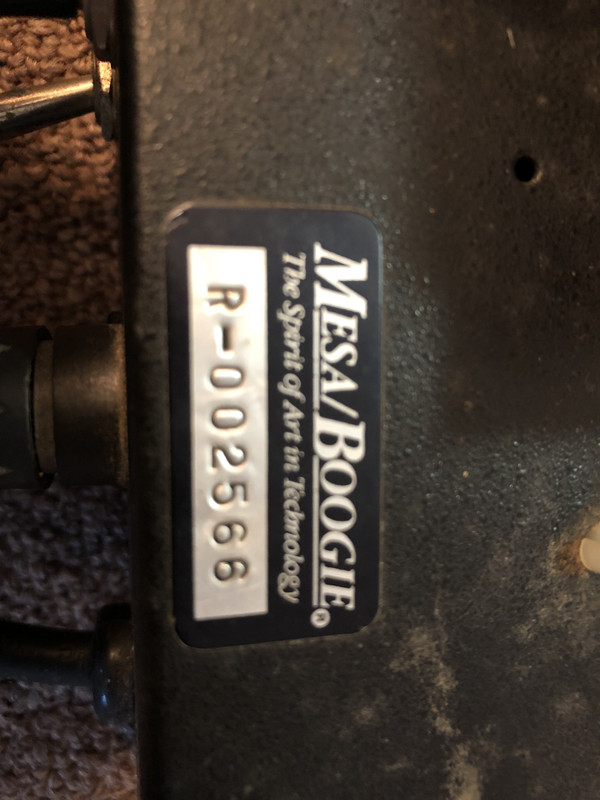 MESA/BOOGIE®
The Spirit of Art in Technology
R-002566